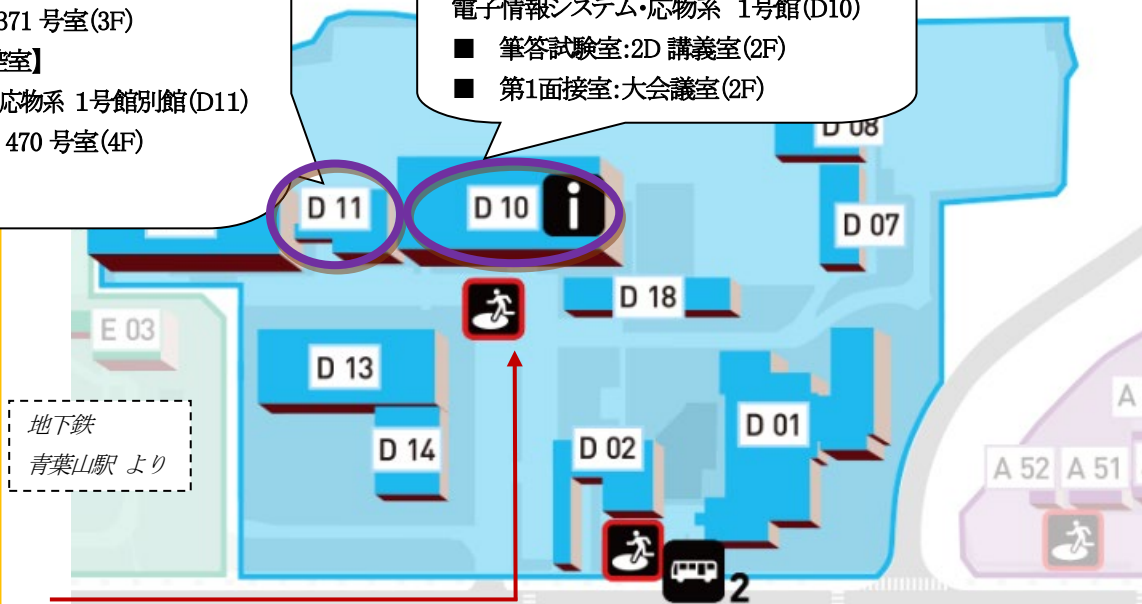 371 号室(3F)
室】
応物系 1号館別館(D11)
470 号室(4F)
電子情報システム・応物系 1号館(D10)
■ 筆答試験室:2D 講義室(2F)
■ 第1面接室:大会議室(2F)
D 08
D 11
D 10
i
D 07
D 18
E 03
D 13
地下鉄
青葉山駅 より
D 14
D 02
D 01
A
A 52
A 51
2